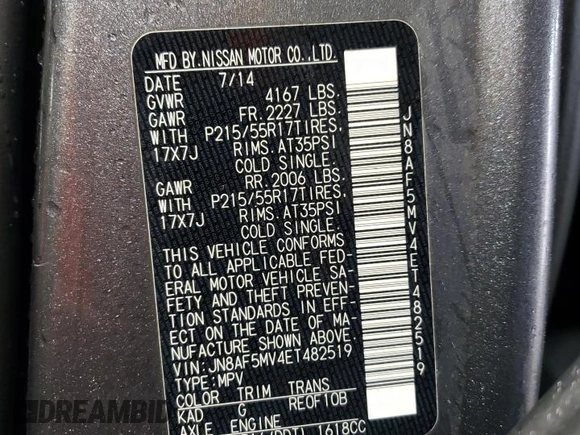 MFD BY.NISSAN MOTOR CO.,LTD.
DATE 7/14
GVWR 4167 LBS.
GAWR FR.2227 LBS.
WITH P215/55R17TIRES,
17X7J RIMS.AT35PSI
COLD SINGLE.
GAWR RR.2006 LBS.
WITH P215/55R17TIRES,
17X7J RIMS.AT35PSI
COLD SINGLE.
THIS VEHICLE CONFORMS
TO ALL APPLICABLE FED-
ERAL MOTOR VEHICLE SA-
FETY AND THEFT PREVEN-
TION STANDARDS IN EFF-
ECT ON THE DATE OF MA-
NUFACTURE SHOWN ABOVE.
VIN:JN8AF5MV4ET482519
TYPE:MPV
COLOR TRIM TRANS
KAD G RE0F10B
AXLE ENGINE
1618CC
JN8AF5MV4ET482519
DREAMBID